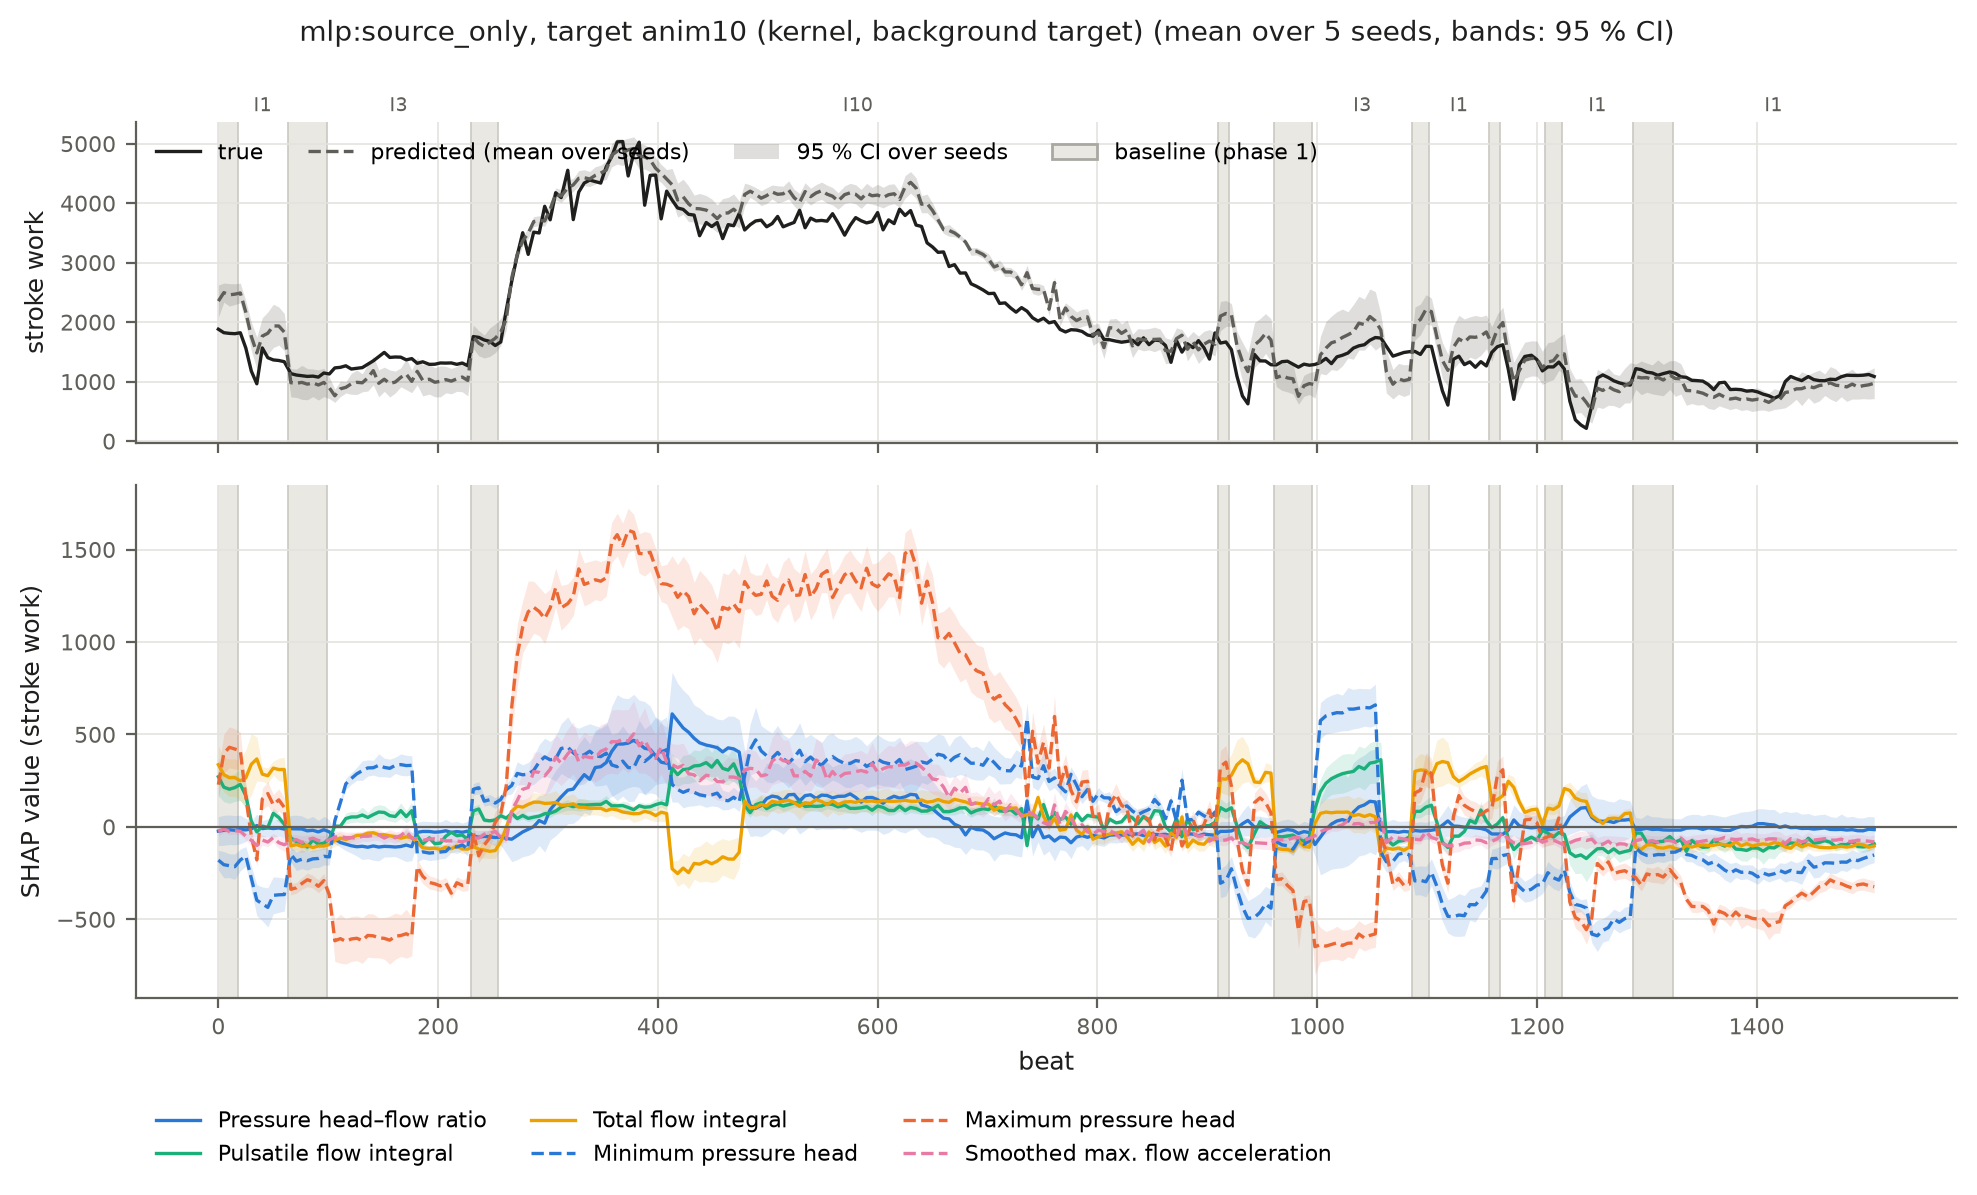 mlp:source_only, target anim10 (kernel, background target) (mean over 5 seeds, bands: 95 % CI)
I1 I3 I10 I3 I1 I1 I1
true predicted (mean over seeds) 95 % CI over seeds baseline (phase 1)
stroke work
5000
4000
3000
2000
1000
0
SHAP value (stroke work)
1500
1000
500
0
−500
0 200 400 600 800 1000 1200 1400
beat
Pressure head–flow ratio Total flow integral Maximum pressure head
Pulsatile flow integral Minimum pressure head Smoothed max. flow acceleration